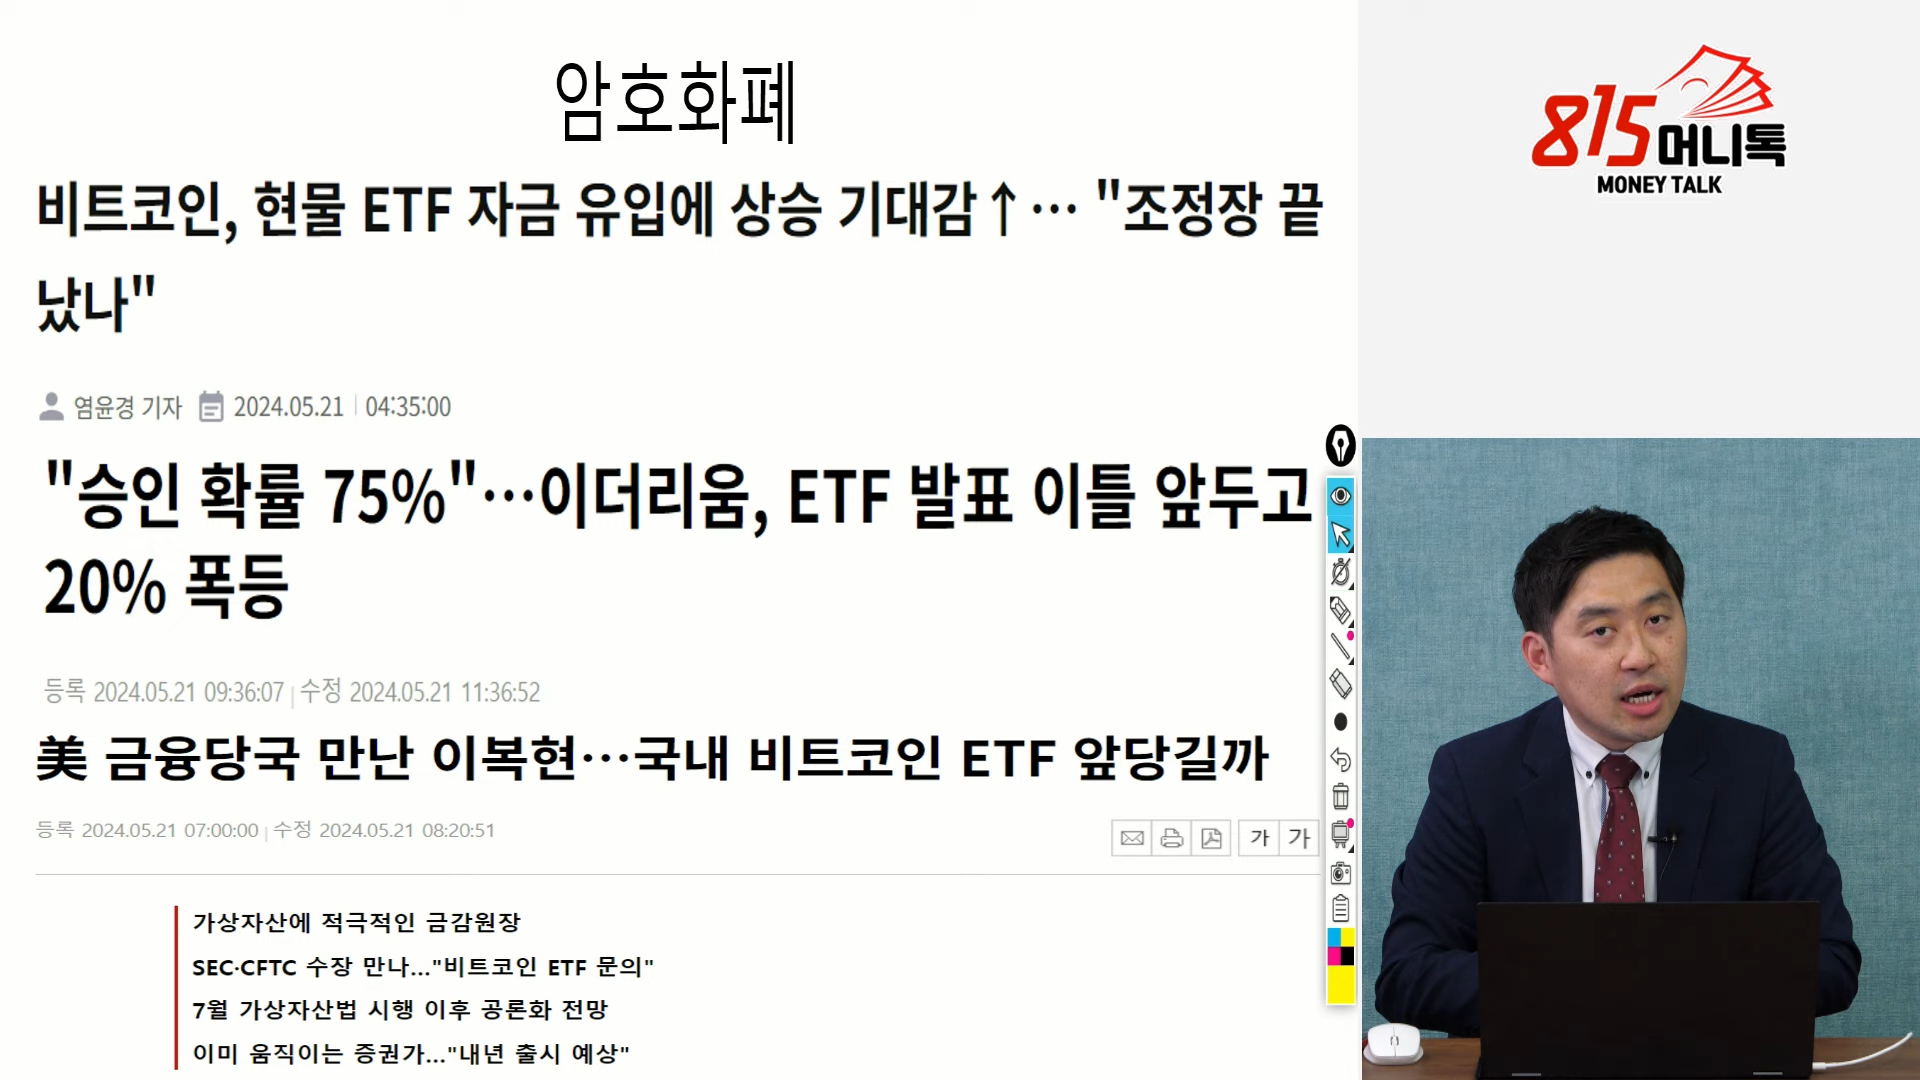 암호화폐
비트코인, 현물 ETF 자금 유입에 상승 기대감↑… "조정장 끝
났나"
염윤경 기자 2024.05.21 | 04:35:00
"승인 확률 75%"…이더리움, ETF 발표 이틀 앞두고
20% 폭등
등록 2024.05.21 09:36:07 | 수정 2024.05.21 11:36:52
美 금융당국 만난 이복현…국내 비트코인 ETF 앞당길까
등록 2024.05.21 07:00:00 | 수정 2024.05.21 08:20:51
가 가
가상자산에 적극적인 금감원장
SEC·CFTC 수장 만나..."비트코인 ETF 문의"
7월 가상자산법 시행 이후 공론화 전망
이미 움직이는 증권가..."내년 출시 예상"
815머니톡
MONEY TALK